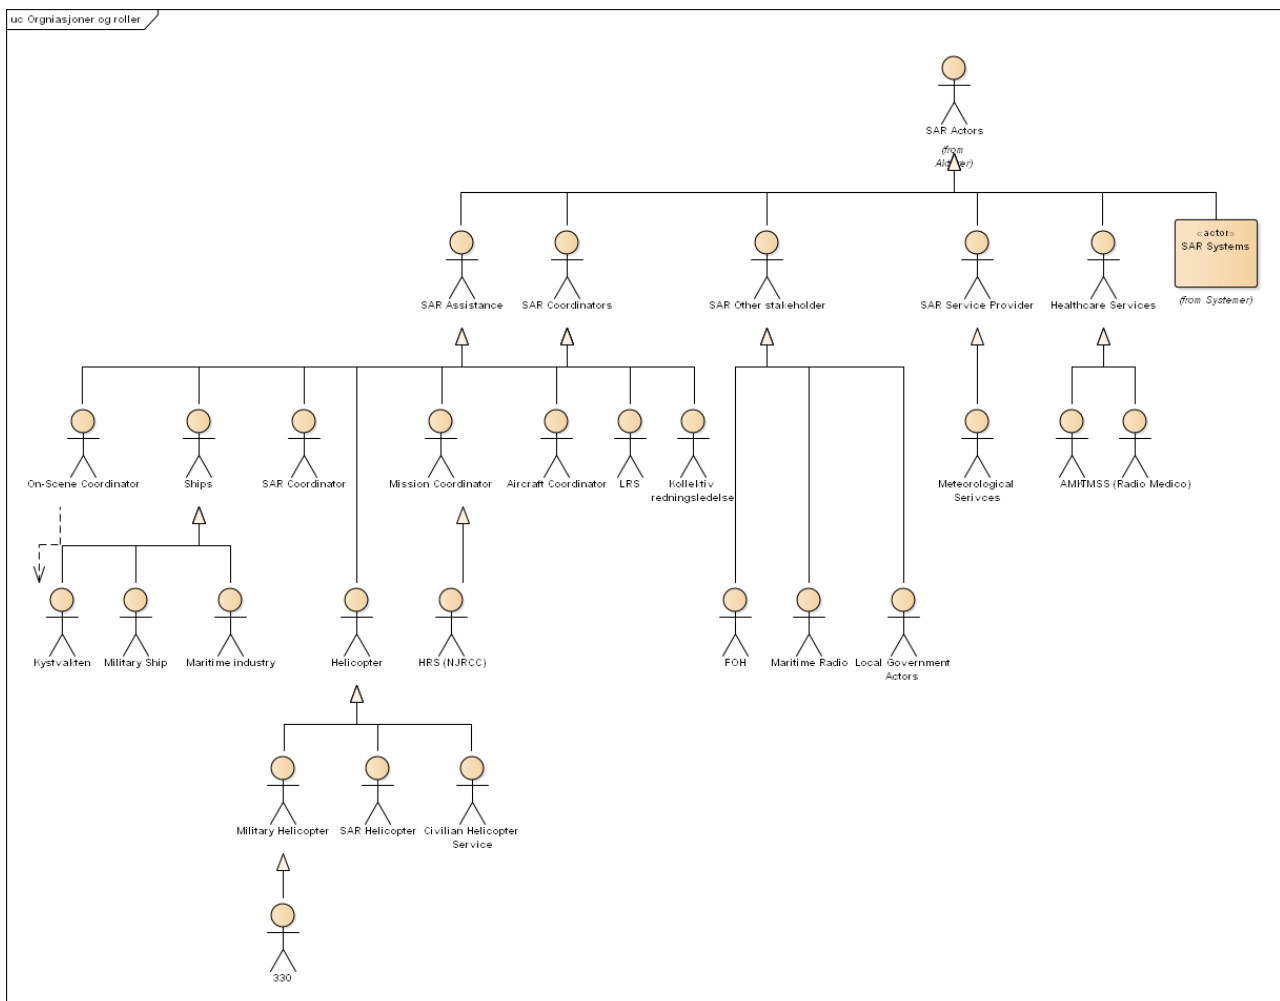 uc Orgniasjoner og roller
SAR Actors
(from
Aktører)
«actor»
SAR Systems
(from Systemer)
SAR Assistance
SAR Coordinators
SAR Other stakeholder
SAR Service Provider
Healthcare Services
On-Scene Coordinator
Ships
SAR Coordinator
Mission Coordinator
Aircraft Coordinator
LRS
Kollektiv
redningsledelse
Meteorological
Serivces
AMK
TMSS (Radio Medico)
Kystvakten
Military Ship
Maritime industry
Helicopter
HRS (NJRCC)
FOH
Maritime Radio
Local Government
Actors
Military Helicopter
SAR Helicopter
Civilian Helicopter
Service
330